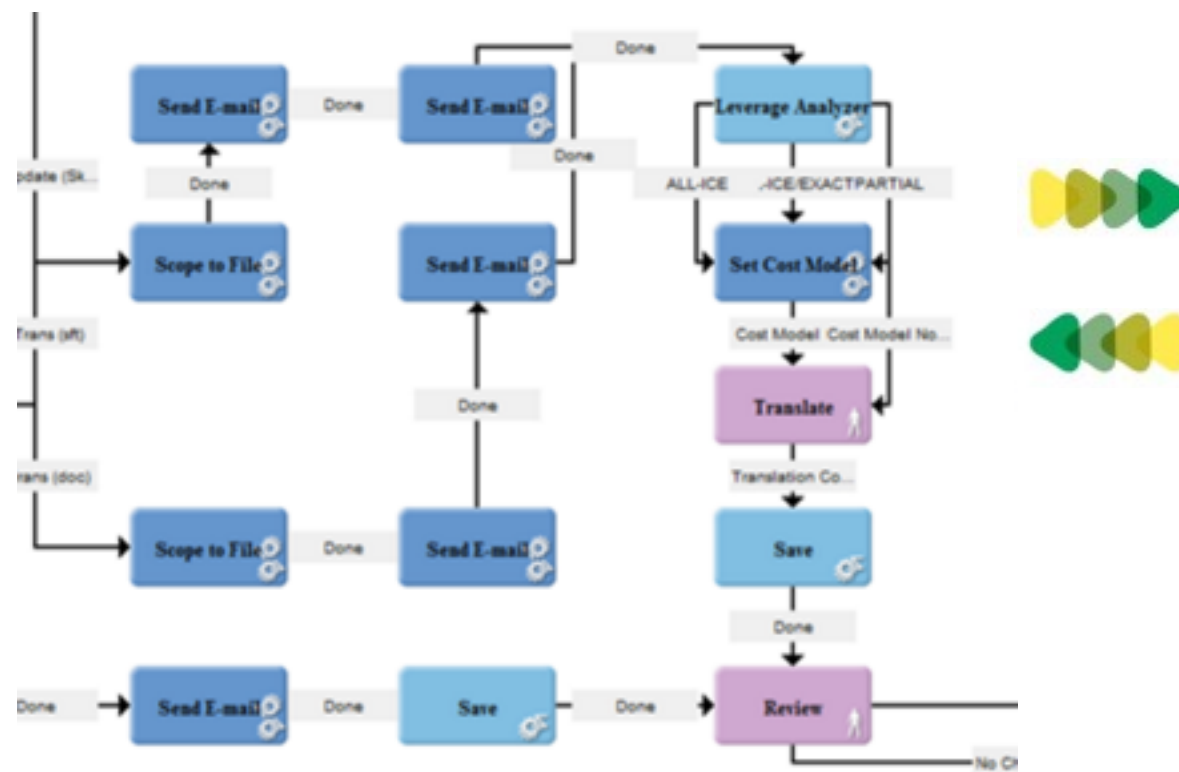 Done
Send E-mail
Done
Send E-mail
Leverage Analyzer
Done
pdate (Sk...
Done
ALL-ICE
-ICE/EXACTPARTIAL
Scope to File
Send E-mail
Set Cost Model
Trans (sft)
Cost Model
Cost Model No...
Done
Translate
rans (doc)
Translation Co...
Scope to File
Done
Send E-mail
Save
Done
Done
Send E-mail
Done
Save
Done
Review
No Ch